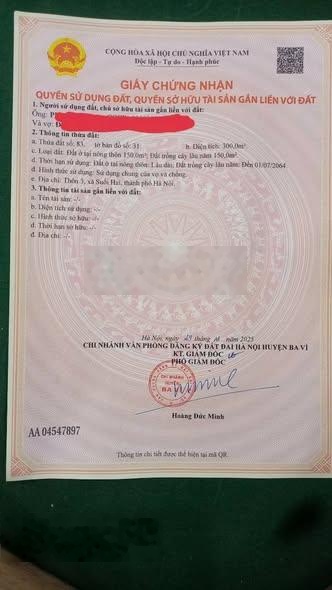 CỘNG HÒA XÃ HỘI CHỦ NGHĨA VIỆT NAM
Độc lập - Tự do - Hạnh phúc
GIẤY CHỨNG NHẬN
QUYỀN SỬ DỤNG ĐẤT, QUYỀN SỞ HỮU TÀI SẢN GẮN LIỀN VỚI ĐẤT
1. Người sử dụng đất, chủ sở hữu tài sản gắn liền với đất:
Ông:
Và vợ:
2. Thông tin thửa đất:
a. Thửa đất số: 83. tờ bản đồ số: 31. b. Diện tích: 300,0m²
c. Loại đất: Đất ở tại nông thôn 150,0m²; Đất trồng cây lâu năm 150,0m².
d. Thời hạn sử dụng: Đất ở tại nông thôn: Lâu dài; Đất trồng cây lâu năm: Đến 01/07/2064
đ. Hình thức sử dụng: Sử dụng chung của vợ và chồng.
e. Địa chỉ: Thôn 5, xã Suối Hai, thành phố Hà Nội.
3. Thông tin tài sản gắn liền với đất:
a. Tên tài sản: -/-
b. Diện tích sử dụng: -/-
c. Hình thức sở hữu: -/-
d. Thời hạn sở hữu: -/-
đ. Địa chỉ: -/-
Hà Nội, ngày tháng năm 2025
CHI NHÁNH VĂN PHÒNG ĐĂNG KÝ ĐẤT ĐAI HÀ NỘI HUYỆN BA VÌ
KT. GIÁM ĐỐC
PHÓ GIÁM ĐỐC
CHI NHÁNH
HUYỆN
BA VÌ
Hoàng Đức Minh
AA 04547897
Thông tin chi tiết được thể hiện tại mã QR.